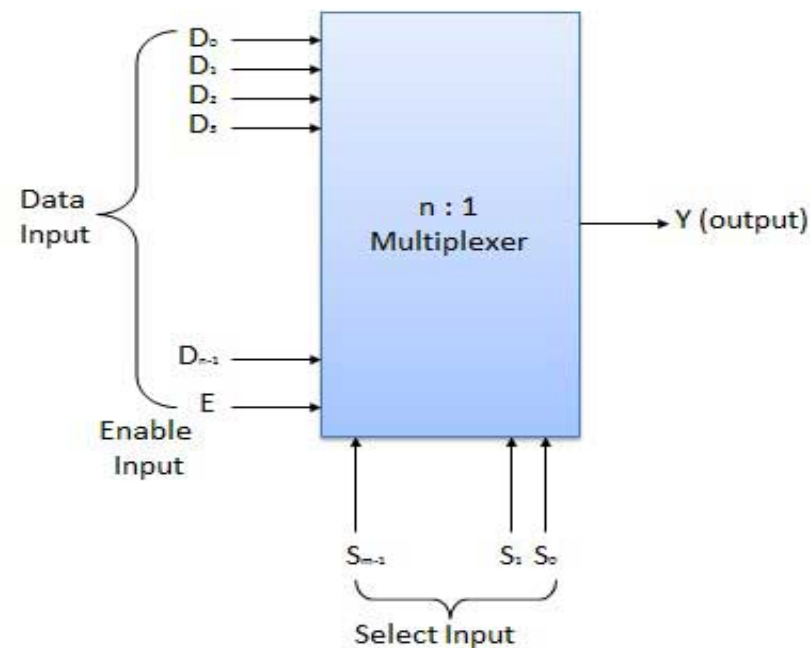 D₀
D₁
D₂
D₃
Data
Input
n : 1
Multiplexer
Y (output)
Dₙ₋₁
E
Enable
Input
Sₘ₋₁
S₁ S₀
Select Input